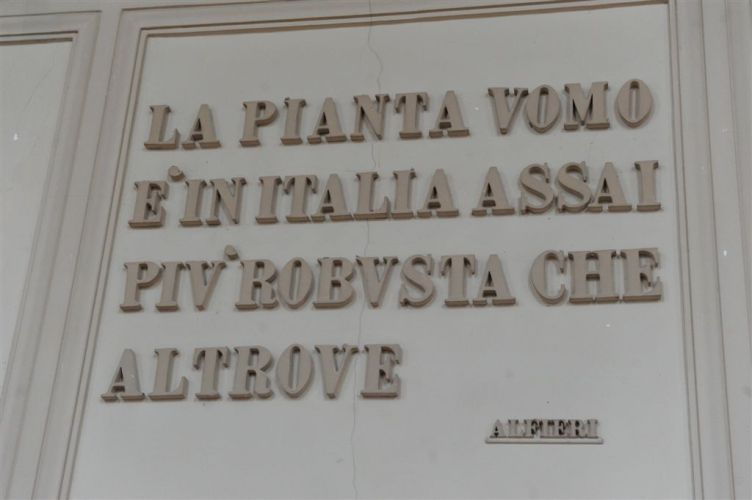 LA PIANTA VOMO
E' IN ITALIA ASSAI
PIV' ROBVSTA CHE
ALTROVE
ALFIERI